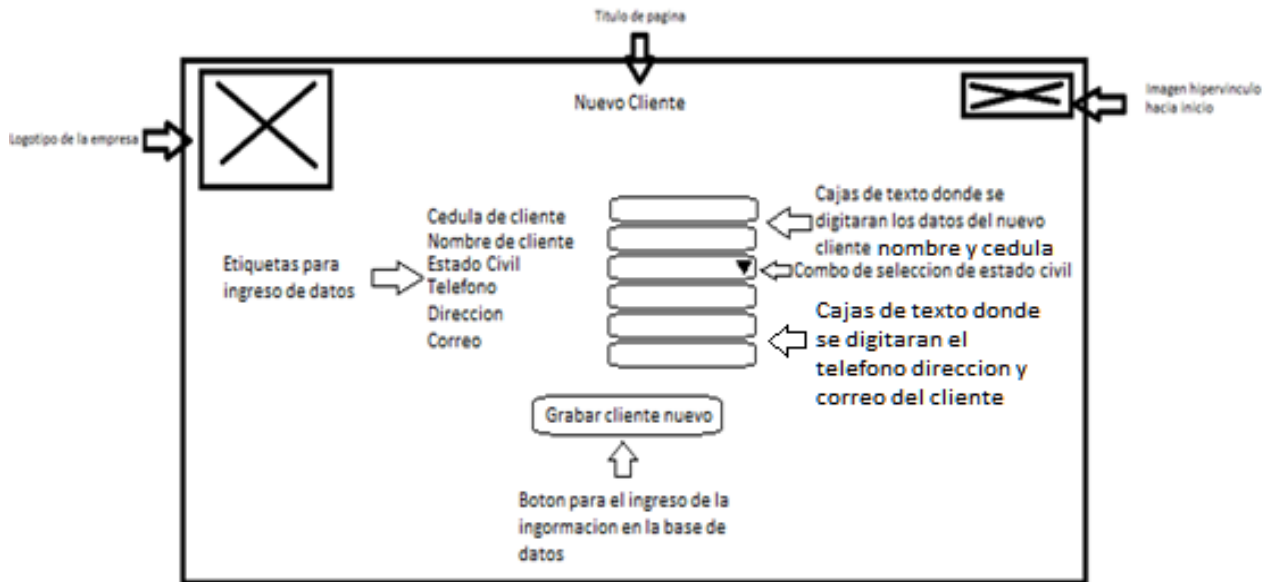 Titulo de pagina
Nuevo Cliente
Imagen hipervinculo
hacia inicio
Logotipo de la empresa
Cajas de texto donde se
digitaran los datos del nuevo
cliente nombre y cedula
Combo de seleccion de estado civil
Cedula de cliente
Nombre de cliente
Estado Civil
Telefono
Direccion
Correo
Etiquetas para
ingreso de datos
Cajas de texto donde
se digitaran el
telefono direccion y
correo del cliente
Grabar cliente nuevo
Boton para el ingreso de la
ingormacion en la base de
datos